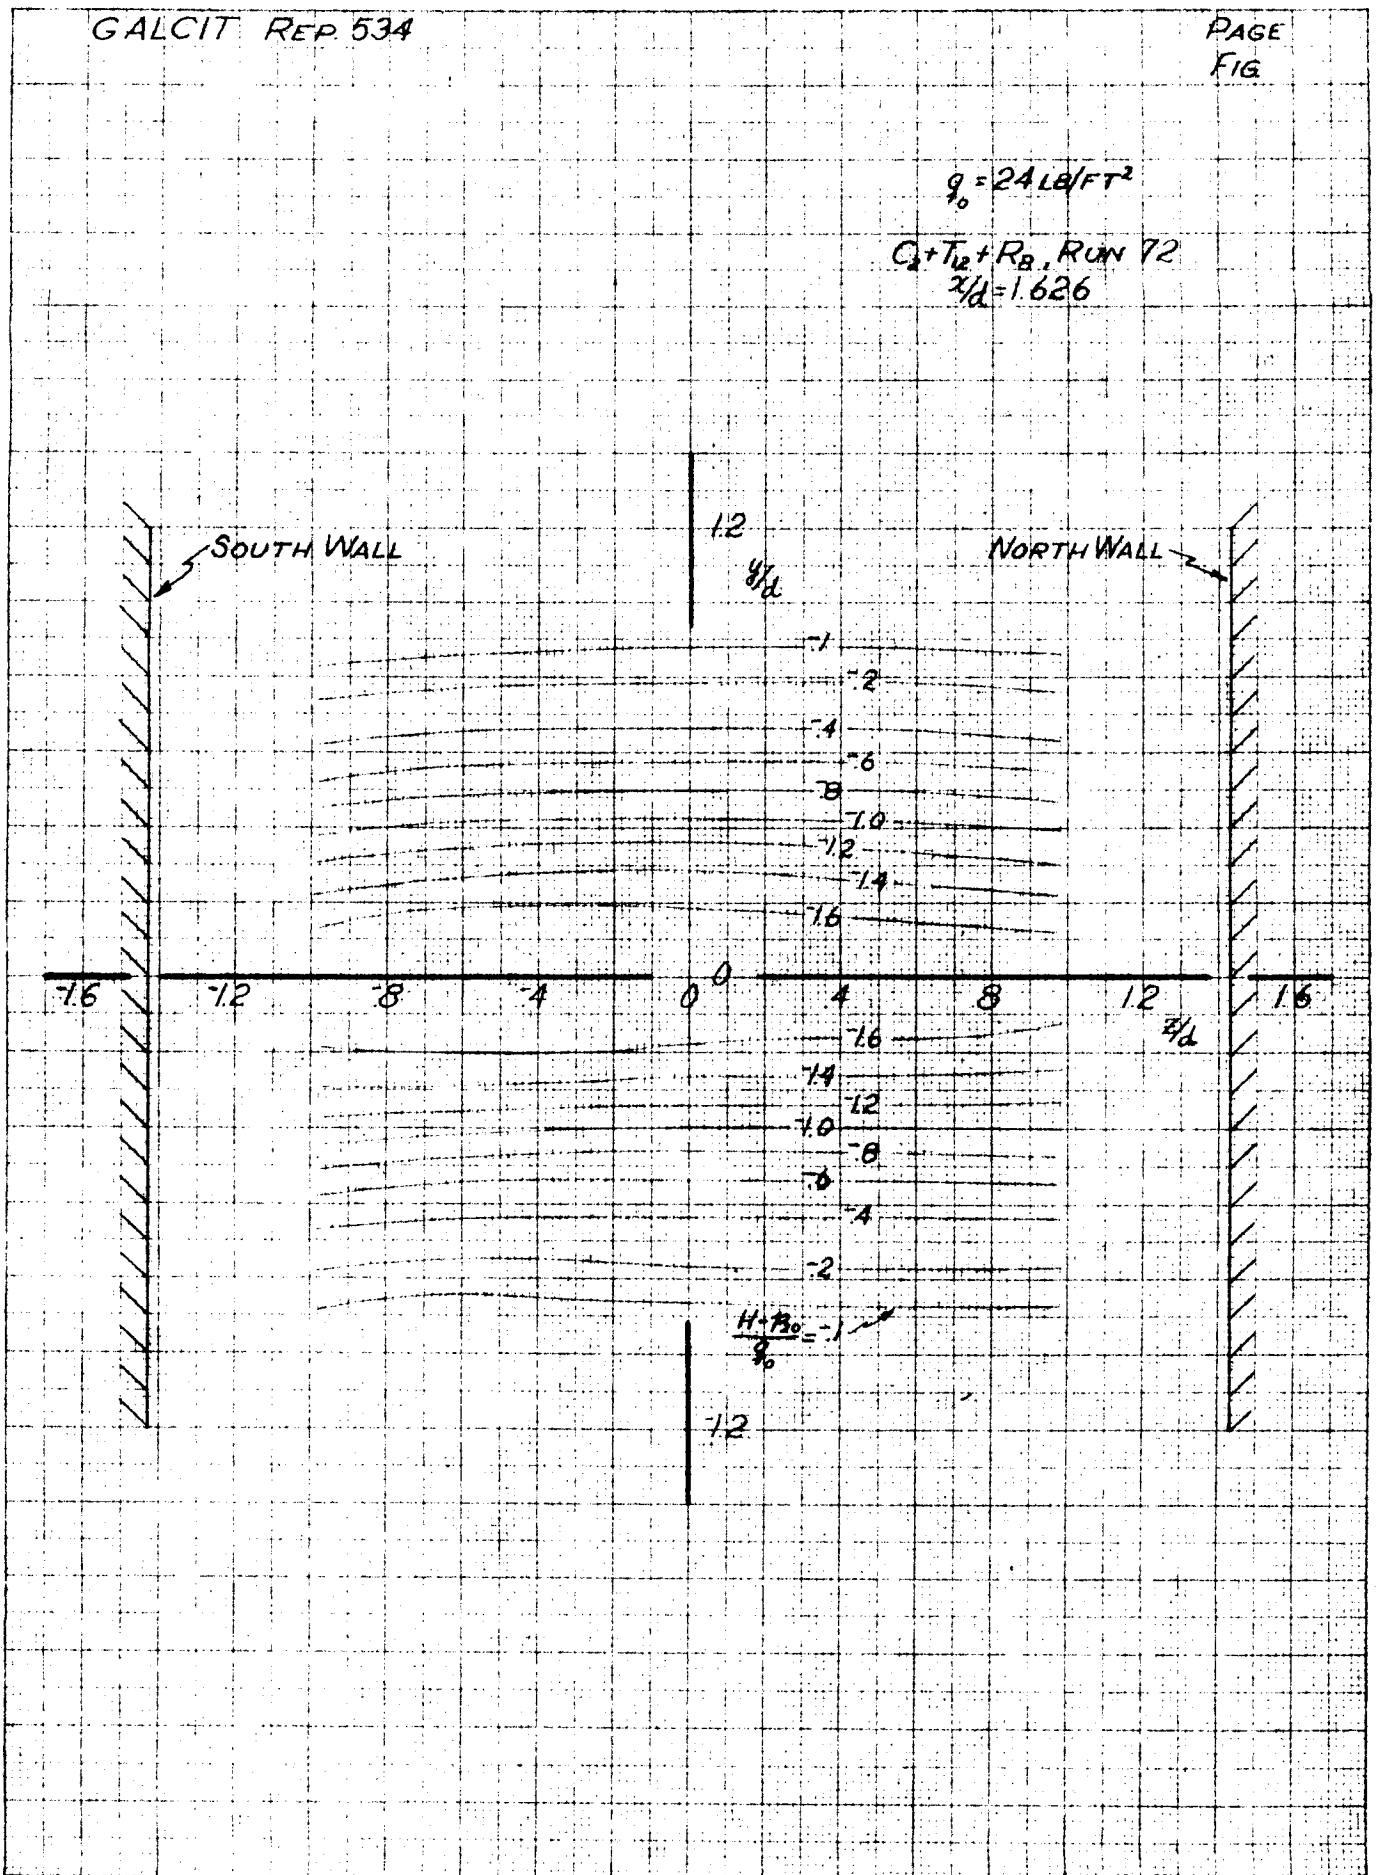 GALCIT REP. 534
PAGE
FIG
q₀ = 24 LB/FT²
C₂+T₁₂+R_B, RUN 72
x/d = 1.626
1.2
SOUTH WALL
NORTH WALL
y/d
-.1
-.2
-.4
-.6
-.8
-1.0
-1.2
-1.4
-1.6
0
-1.6 -1.2 -.8 -.4 0 .4 .8 1.2 1.6
z/d
-1.6
-1.4
-1.2
-1.0
-.8
-.6
-.4
-.2
= -.1
-1.2